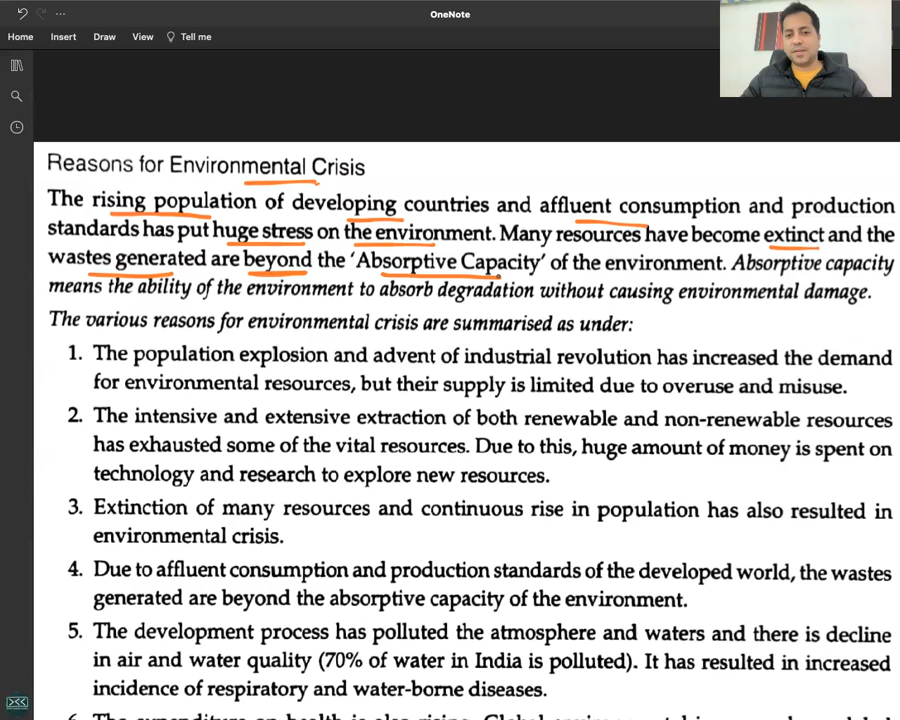 OneNote
Home Insert Draw View Tell me
Reasons for Environmental Crisis
The rising population of developing countries and affluent consumption and production
standards has put huge stress on the environment. Many resources have become extinct and the
wastes generated are beyond the 'Absorptive Capacity' of the environment. Absorptive capacity
means the ability of the environment to absorb degradation without causing environmental damage.
The various reasons for environmental crisis are summarised as under:
1. The population explosion and advent of industrial revolution has increased the demand
for environmental resources, but their supply is limited due to overuse and misuse.
2. The intensive and extensive extraction of both renewable and non-renewable resources
has exhausted some of the vital resources. Due to this, huge amount of money is spent on
technology and research to explore new resources.
3. Extinction of many resources and continuous rise in population has also resulted in
environmental crisis.
4. Due to affluent consumption and production standards of the developed world, the wastes
generated are beyond the absorptive capacity of the environment.
5. The development process has polluted the atmosphere and waters and there is decline
in air and water quality (70% of water in India is polluted). It has resulted in increased
incidence of respiratory and water-borne diseases.